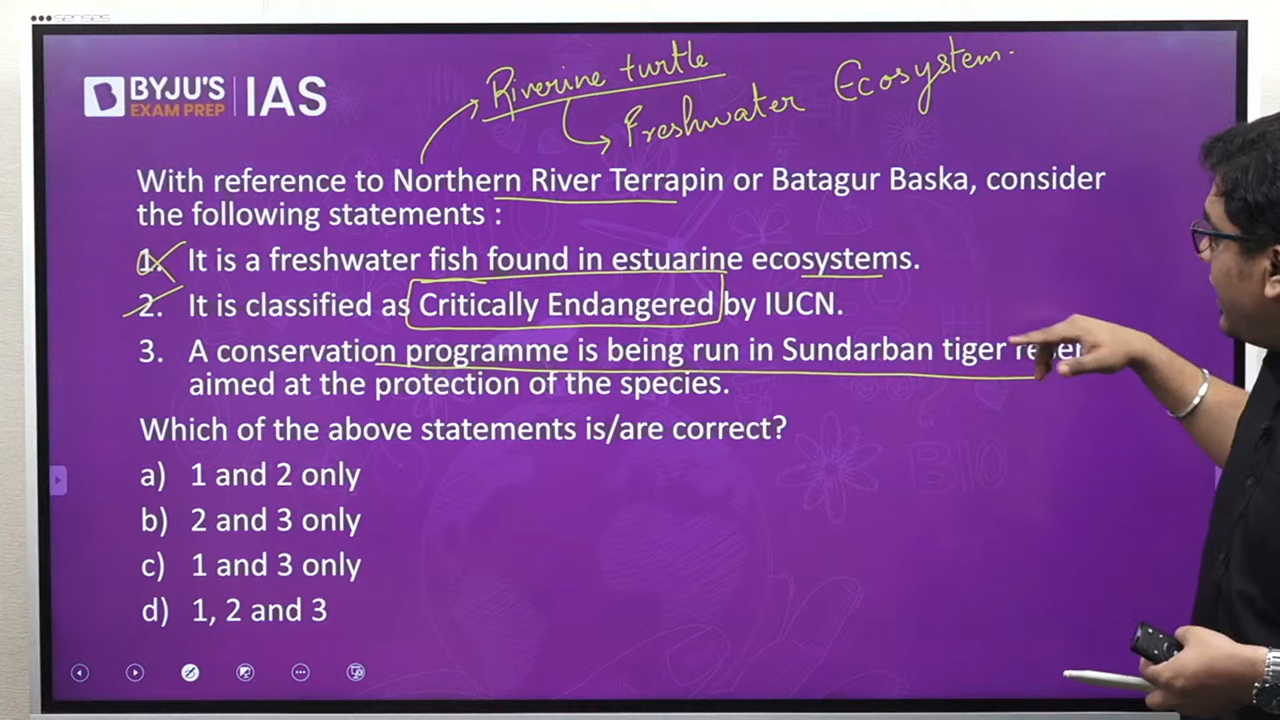 senses
BYJU'S
EXAM PREP
IAS
Riverine turtle
Freshwater Ecosystem.
With reference to Northern River Terrapin or Batagur Baska, consider
the following statements :
1. It is a freshwater fish found in estuarine ecosystems.
2. It is classified as Critically Endangered by IUCN.
3. A conservation programme is being run in Sundarban tiger
aimed at the protection of the species.
Which of the above statements is/are correct?
a) 1 and 2 only
b) 2 and 3 only
c) 1 and 3 only
d) 1, 2 and 3
BIO